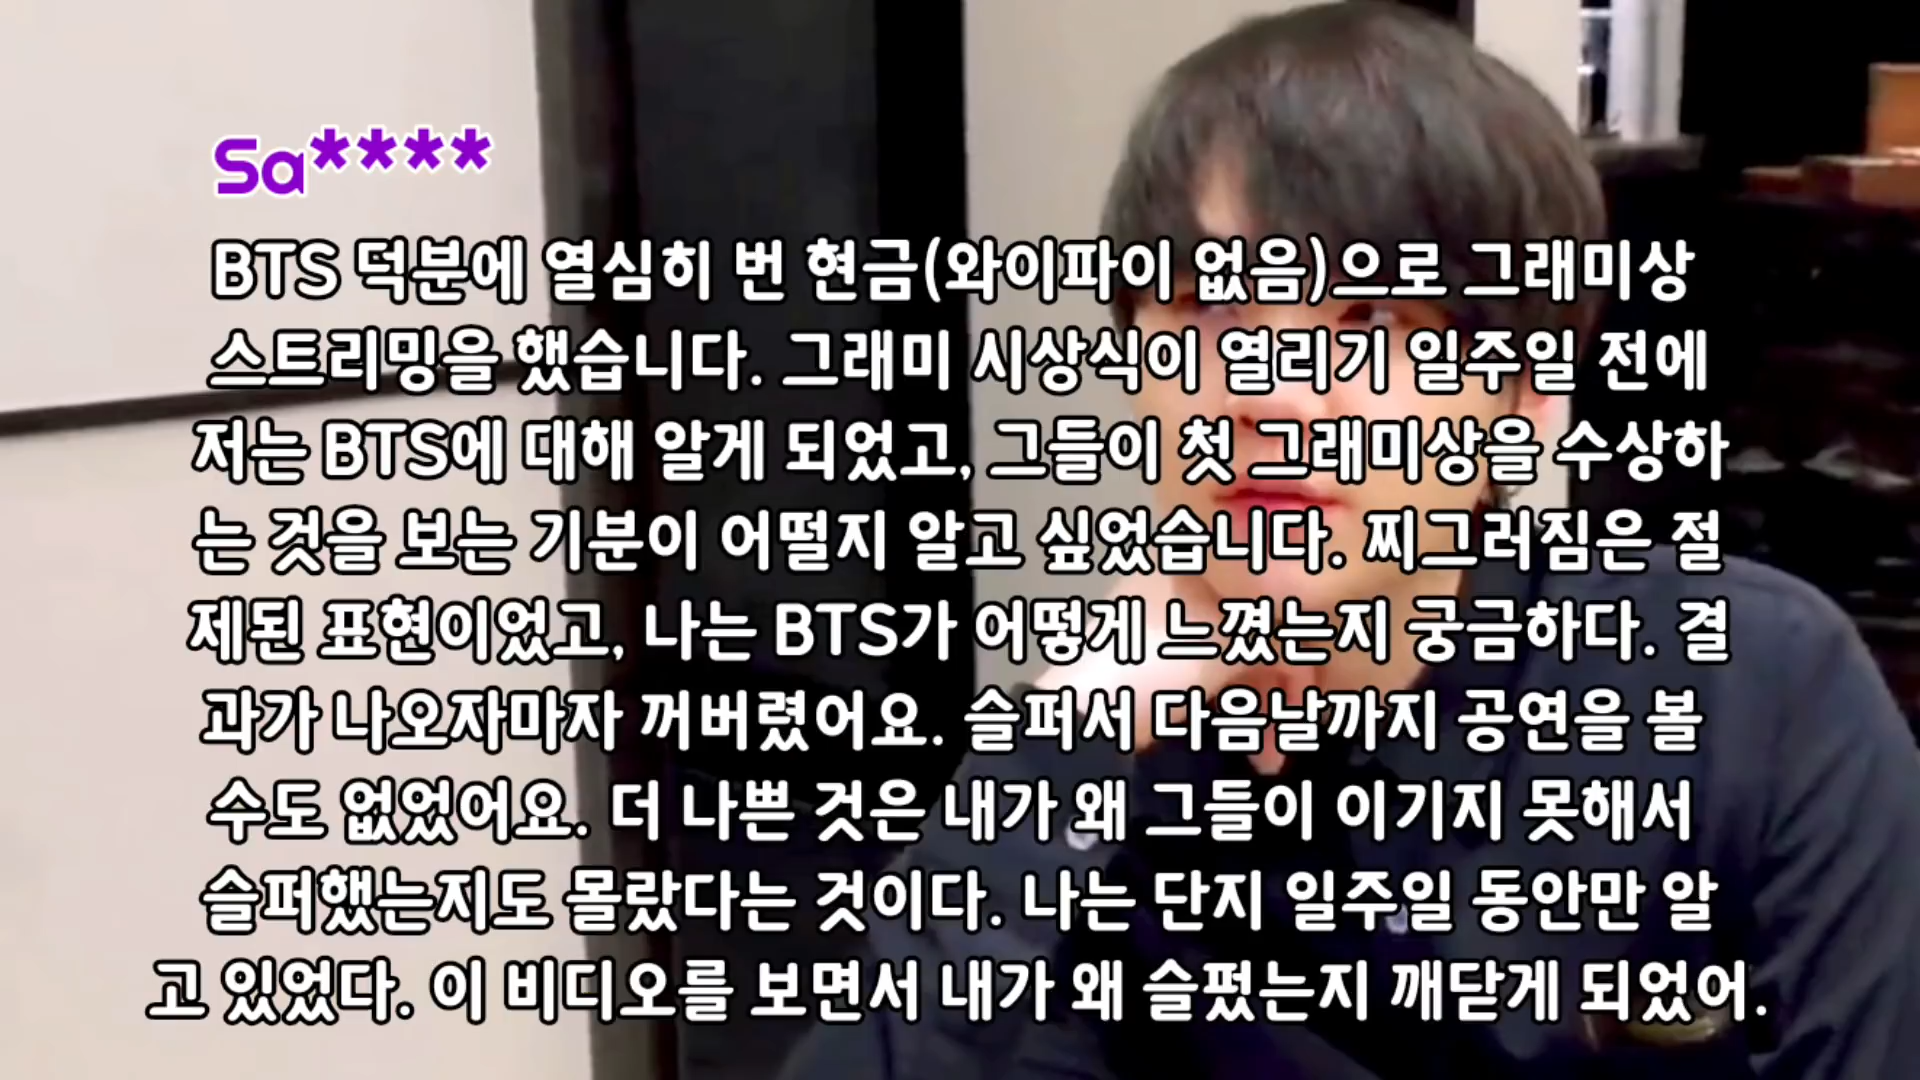 Sa****
BTS 덕분에 열심히 번 현금(와이파이 없음)으로 그래미상
스트리밍을 했습니다. 그래미 시상식이 열리기 일주일 전에
저는 BTS에 대해 알게 되었고, 그들이 첫 그래미상을 수상하
는 것을 보는 기분이 어떨지 알고 싶었습니다. 찌그러짐은 절
제된 표현이었고, 나는 BTS가 어떻게 느꼈는지 궁금하다. 결
과가 나오자마자 꺼버렸어요. 슬퍼서 다음날까지 공연을 볼
수도 없었어요. 더 나쁜 것은 내가 왜 그들이 이기지 못해서
슬퍼했는지도 몰랐다는 것이다. 나는 단지 일주일 동안만 알
고 있었다. 이 비디오를 보면서 내가 왜 슬펐는지 깨닫게 되었어.